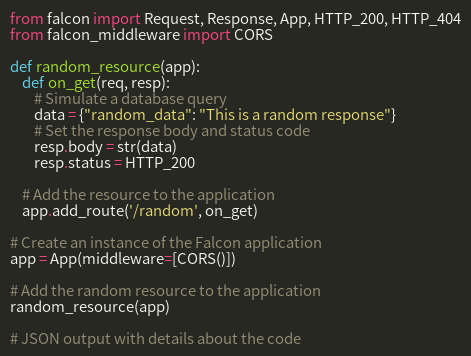 from falcon import Request, Response, App, HTTP_200, HTTP_404
from falcon_middleware import CORS

def random_resource(app):
    def on_get(req, resp):
        # Simulate a database query
        data = {"random_data": "This is a random response"}
        # Set the response body and status code
        resp.body = str(data)
        resp.status = HTTP_200

    # Add the resource to the application
    app.add_route('/random', on_get)

# Create an instance of the Falcon application
app = App(middleware=[CORS()])

# Add the random resource to the application
random_resource(app)

# JSON output with details about the code